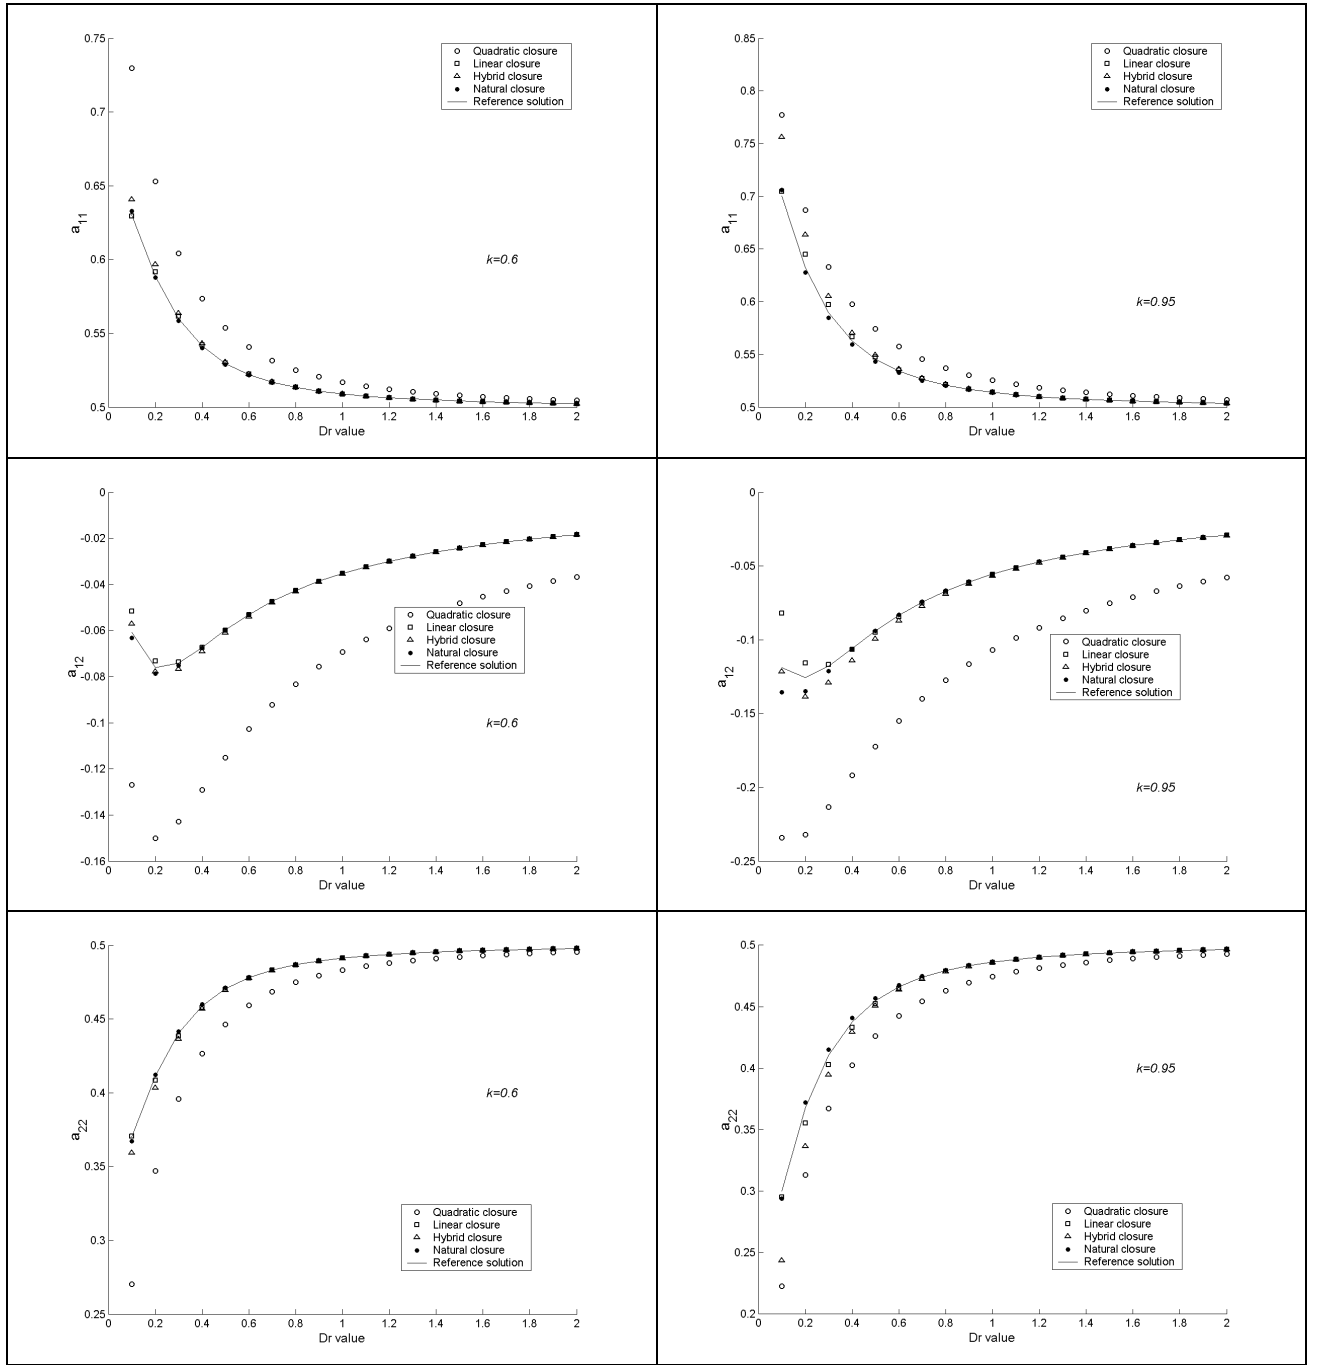 0.75
0.7
0.65
0.6
0.55
0.5
a11
0 0.2 0.4 0.6 0.8 1 1.2 1.4 1.6 1.8 2
Dr value
Quadratic closure
Linear closure
Hybrid closure
Natural closure
Reference solution
k=0.6
0.85
0.8
0.75
0.7
0.65
0.6
0.55
0.5
a11
0 0.2 0.4 0.6 0.8 1 1.2 1.4 1.6 1.8 2
Dr value
Quadratic closure
Linear closure
Hybrid closure
Natural closure
Reference solution
k=0.95
0
-0.02
-0.04
-0.06
-0.08
-0.1
-0.12
-0.14
-0.16
a12
0 0.2 0.4 0.6 0.8 1 1.2 1.4 1.6 1.8 2
Dr value
Quadratic closure
Linear closure
Hybrid closure
Natural closure
Reference solution
k=0.6
0
-0.05
-0.1
-0.15
-0.2
-0.25
a12
0 0.2 0.4 0.6 0.8 1 1.2 1.4 1.6 1.8 2
Dr value
Quadratic closure
Linear closure
Hybrid closure
Natural closure
Reference solution
k=0.95
0.5
0.45
0.4
0.35
0.3
0.25
a22
0 0.2 0.4 0.6 0.8 1 1.2 1.4 1.6 1.8 2
Dr value
k=0.6
Quadratic closure
Linear closure
Hybrid closure
Natural closure
Reference solution
0.5
0.45
0.4
0.35
0.3
0.25
0.2
a22
0 0.2 0.4 0.6 0.8 1 1.2 1.4 1.6 1.8 2
Dr value
k=0.95
Quadratic closure
Linear closure
Hybrid closure
Natural closure
Reference solution